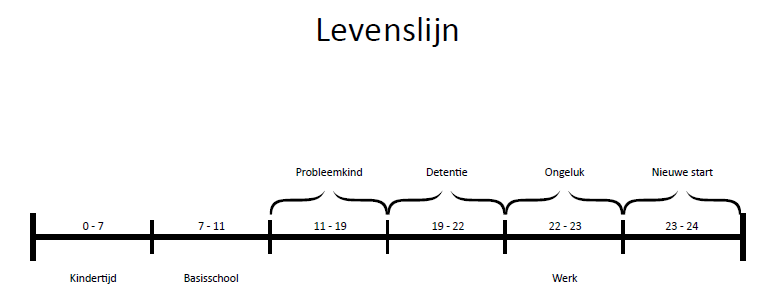 Levenslijn
Probleemkind Detentie Ongeluk Nieuwe start
0 - 7 7 - 11 11 - 19 19 - 22 22 - 23 23 - 24
Kindertijd Basisschool Werk